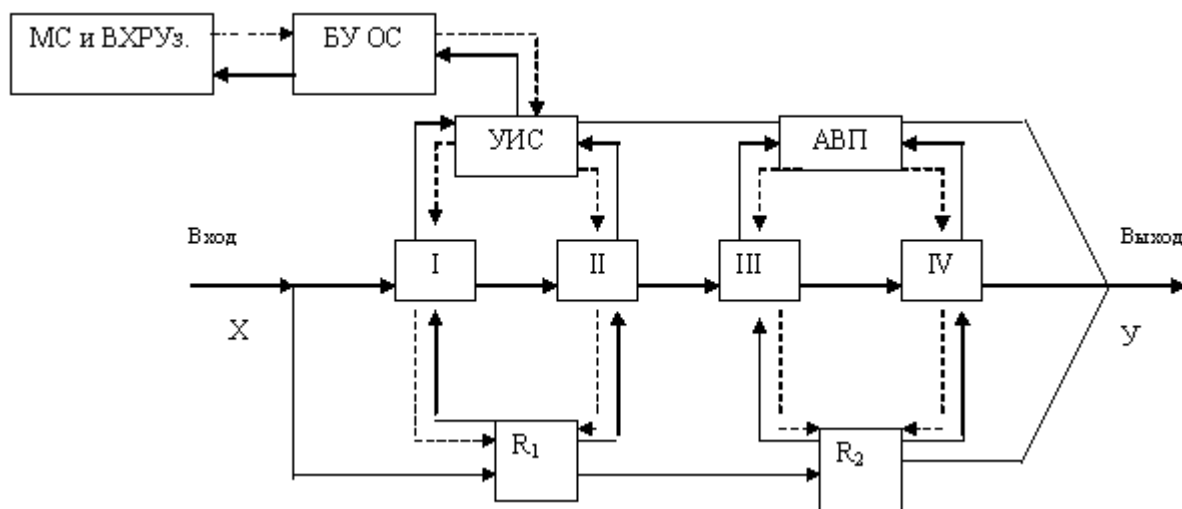 МС и ВХРУз.
БУ ОС
УИС
АВП
Вход
Выход
I
II
III
IV
Х
У
R₁
R₂